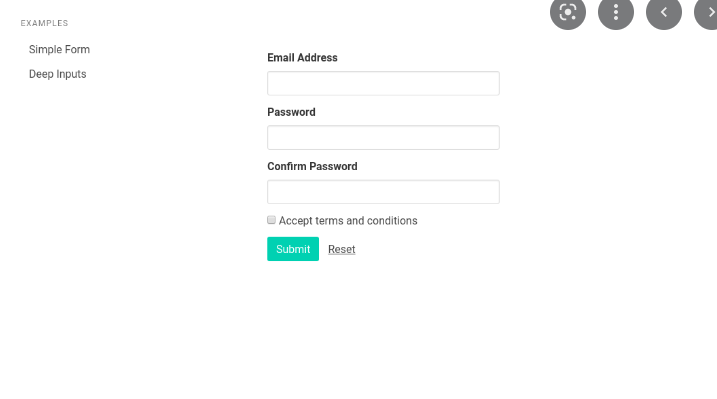 EXAMPLES
Simple Form
Deep Inputs
Email Address
Password
Confirm Password
Accept terms and conditions
Submit Reset